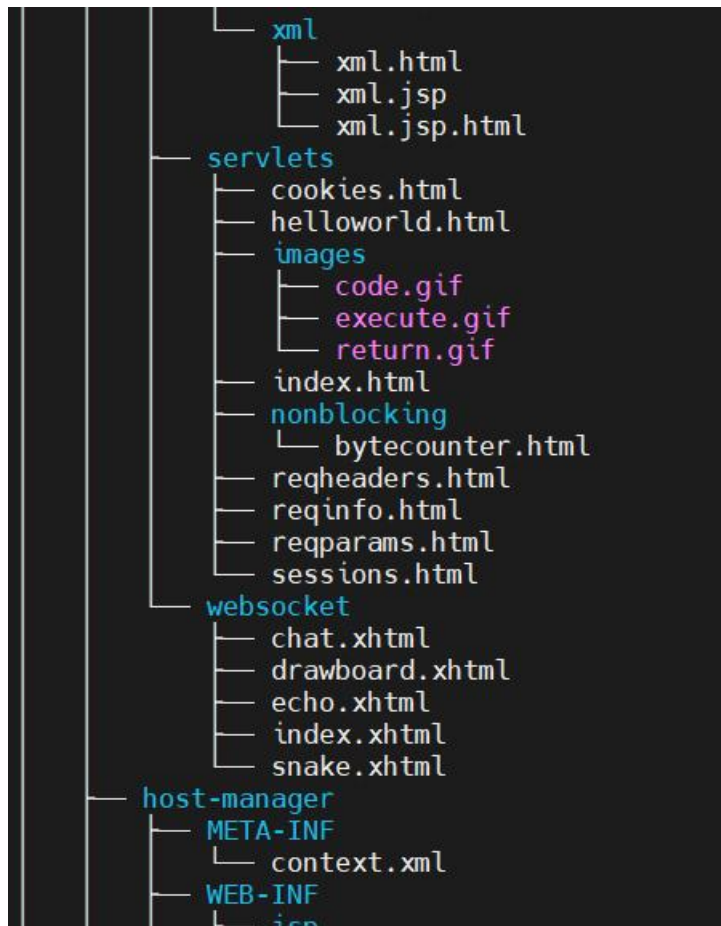 xml
xml.html
xml.jsp
xml.jsp.html
servlets
cookies.html
helloworld.html
images
code.gif
execute.gif
return.gif
index.html
nonblocking
bytecounter.html
reqheaders.html
reqinfo.html
reqparams.html
sessions.html
websocket
chat.xhtml
drawboard.xhtml
echo.xhtml
index.xhtml
snake.xhtml
host-manager
META-INF
context.xml
WEB-INF
jsp